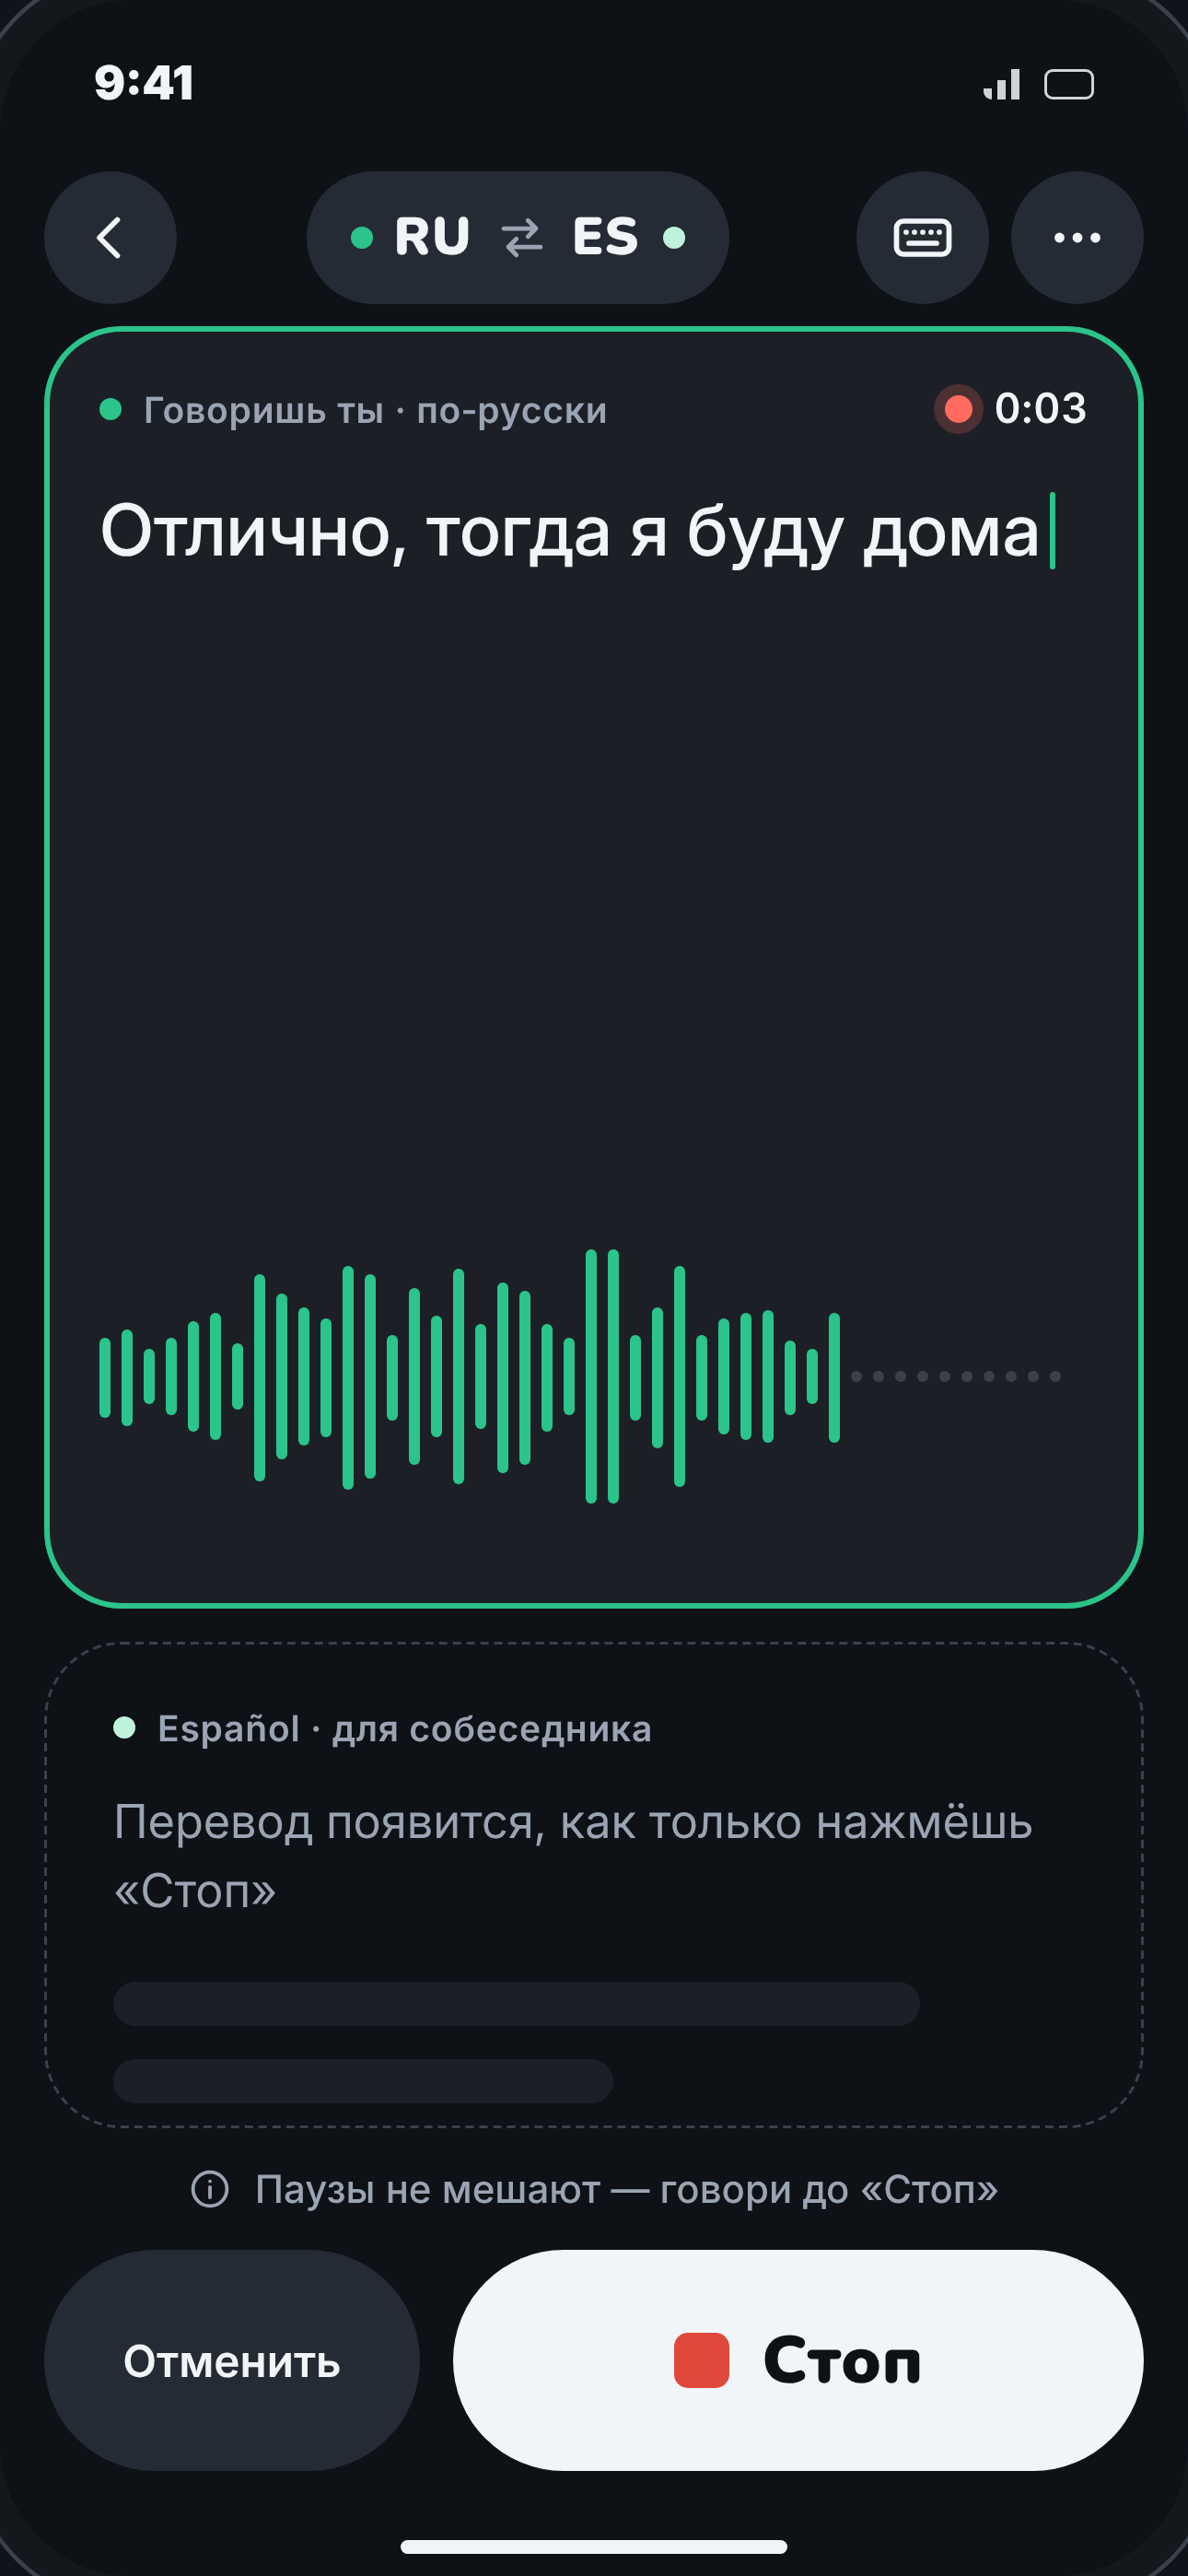 9:41
RU ES
Говоришь ты · по-русски 0:03
Отлично, тогда я буду дома
Español · для собеседника
Перевод появится, как только нажмёшь
«Стоп»
Паузы не мешают — говори до «Стоп»
Отменить Стоп